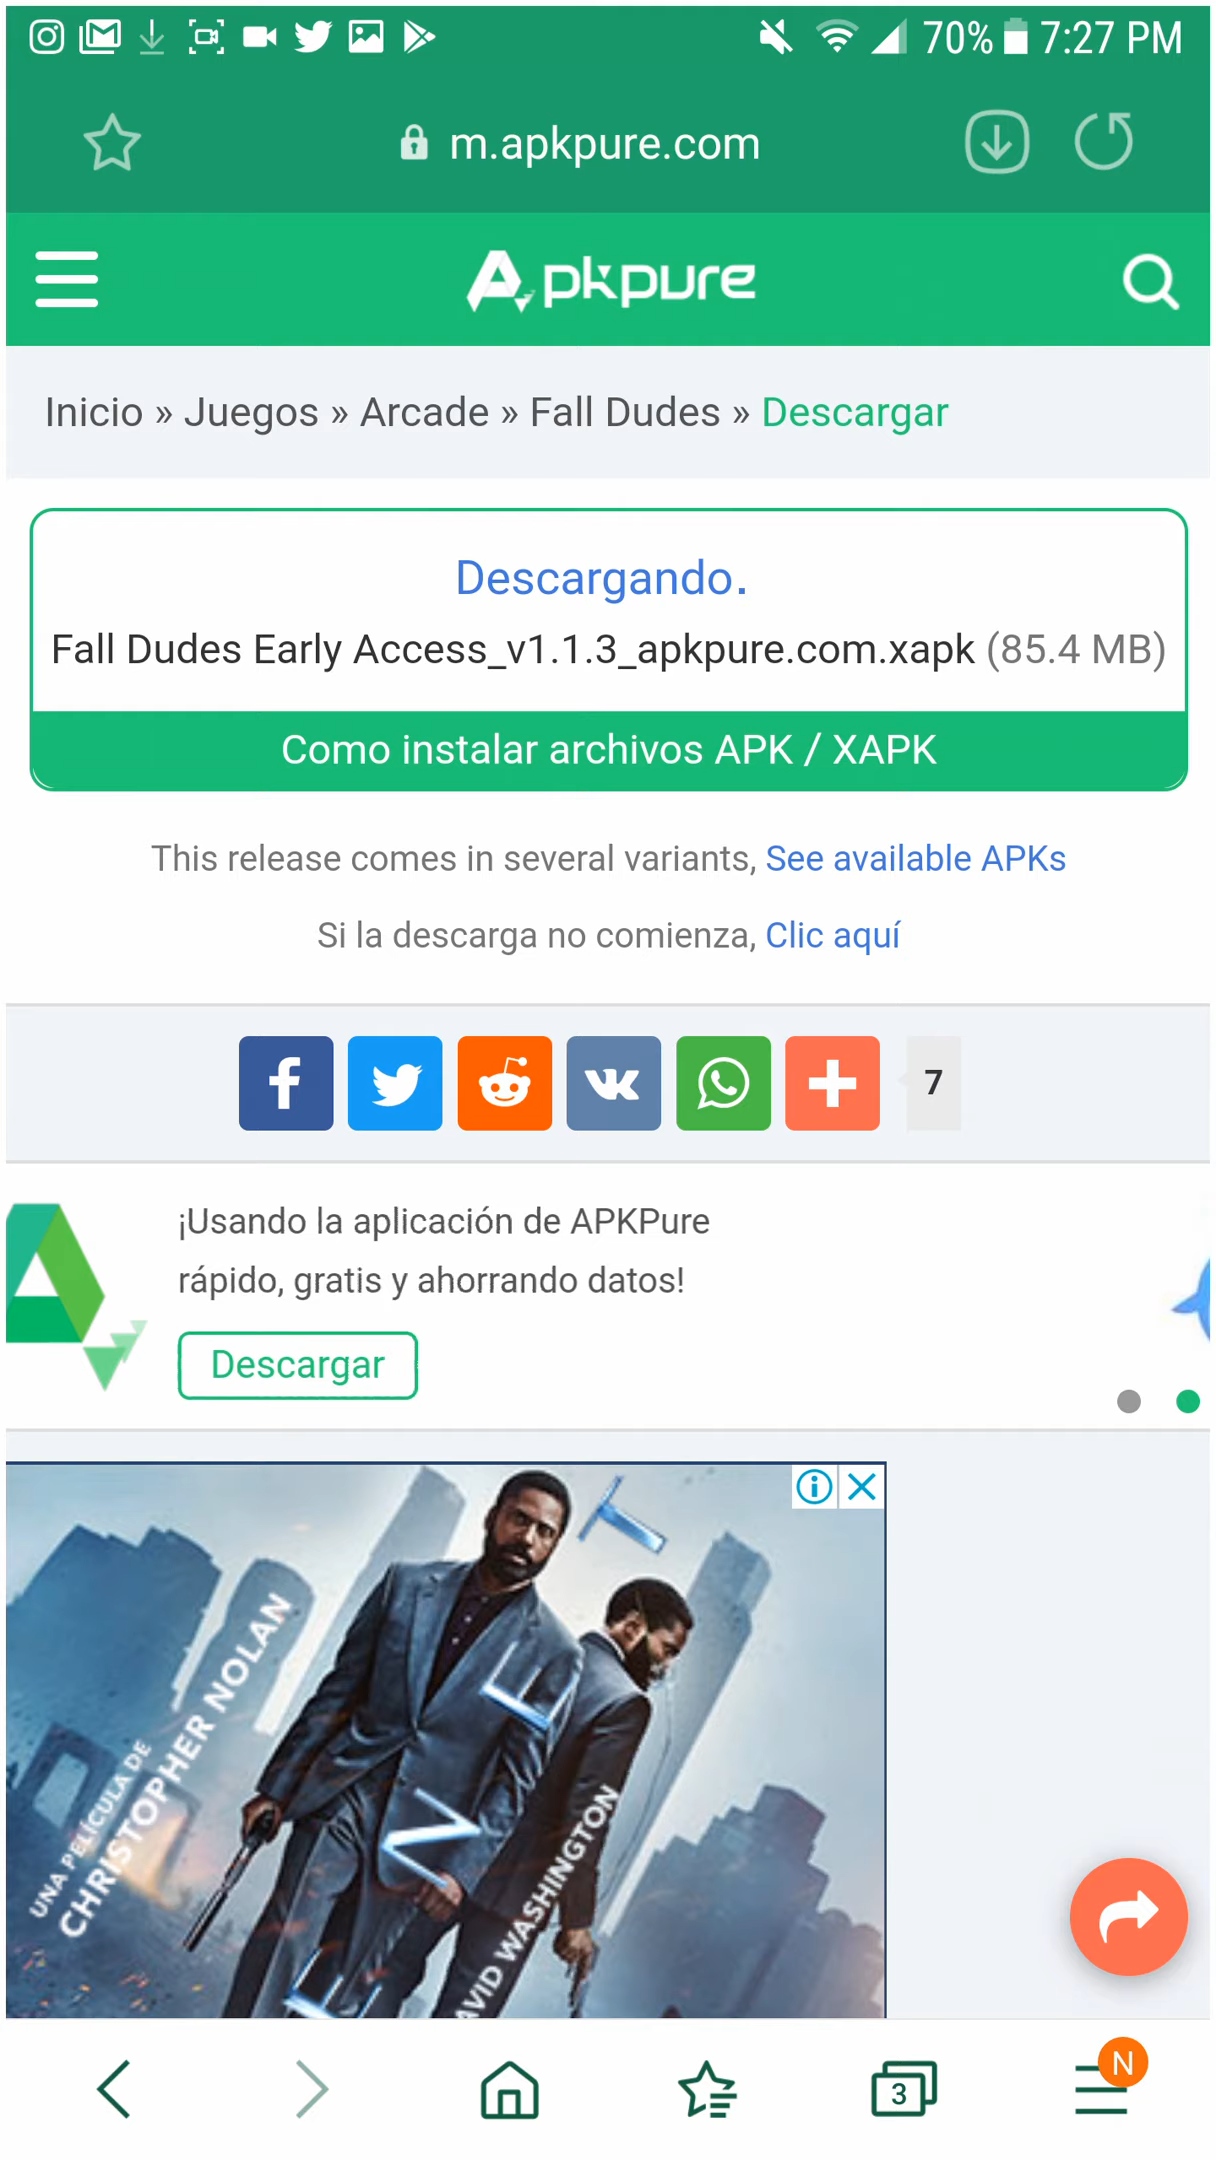 70% 7:27 PM
m.apkpure.com
Apkpure
Inicio » Juegos » Arcade » Fall Dudes » Descargar
Descargando.
Fall Dudes Early Access_v1.1.3_apkpure.com.xapk (85.4 MB)
Como instalar archivos APK / XAPK
This release comes in several variants, See available APKs
Si la descarga no comienza, Clic aquí
7
¡Usando la aplicación de APKPure
rápido, gratis y ahorrando datos!
Descargar
UNA PELÍCULA DE
CHRISTOPHER NOLAN
T
E
N
E
AVID WASHINGTON
3
N